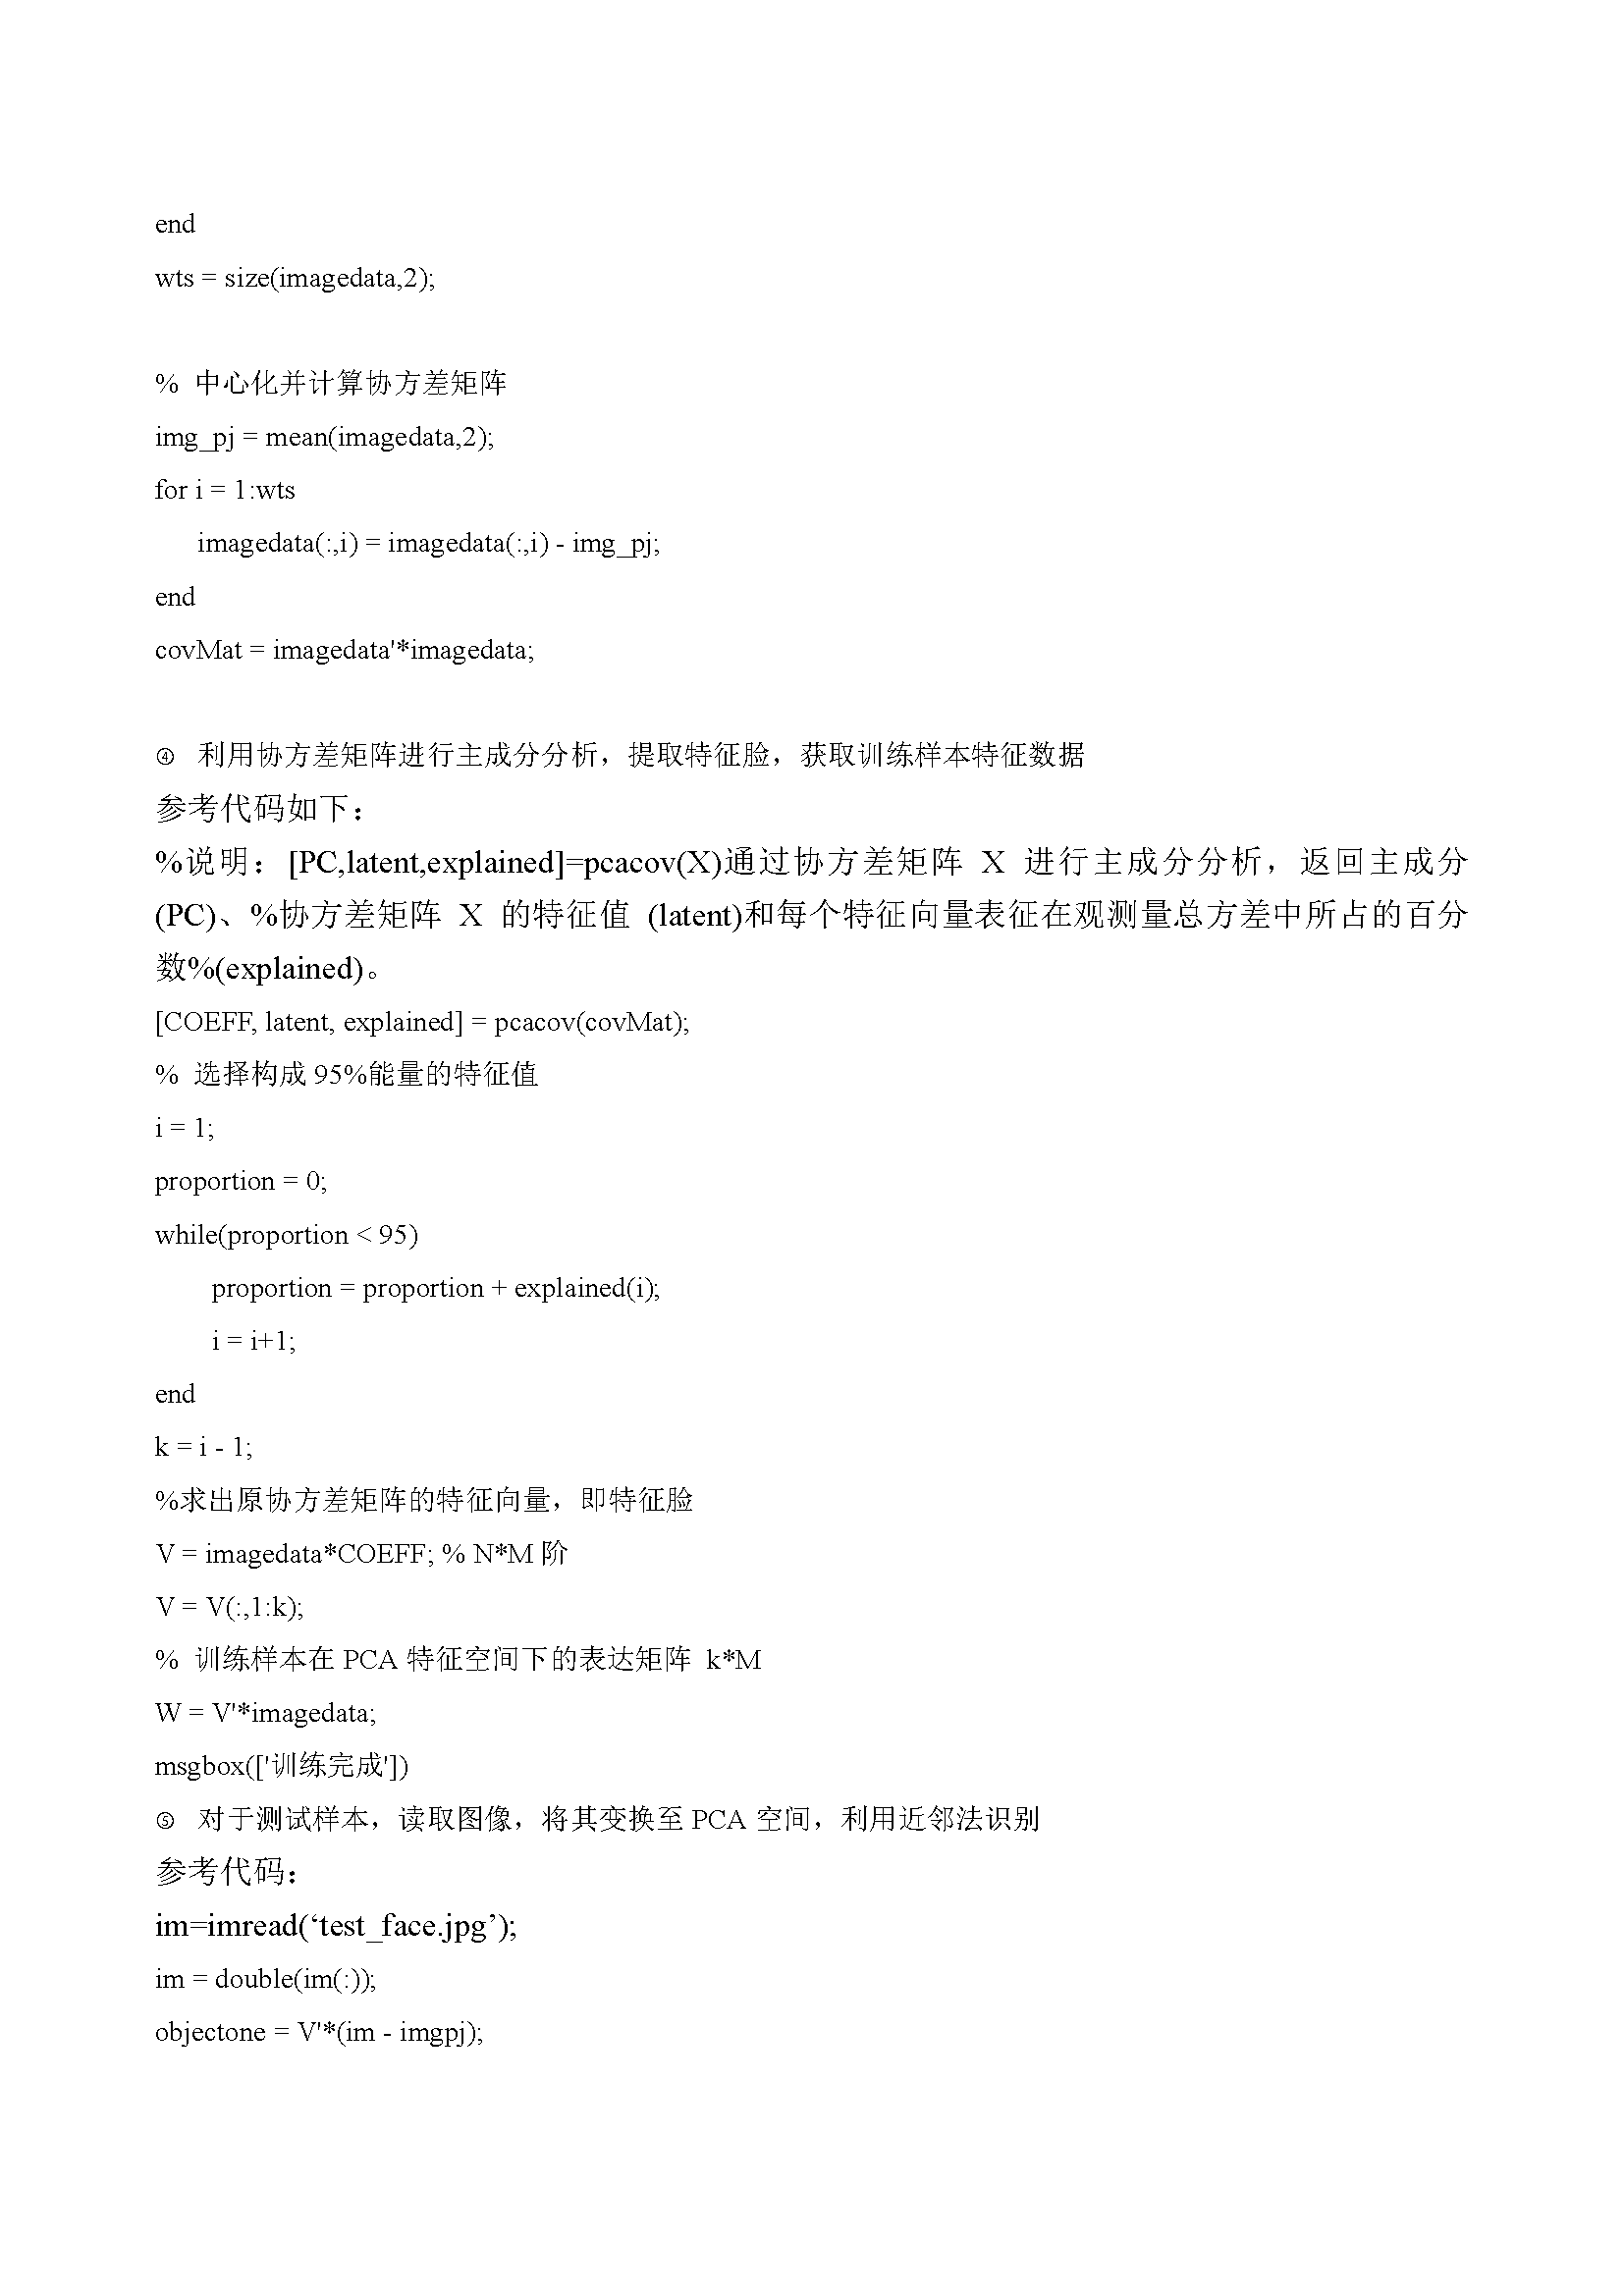 end
wts = size(imagedata,2);
% 中心化并计算协方差矩阵
img_pj = mean(imagedata,2);
for i = 1:wts
imagedata(:,i) = imagedata(:,i) - img_pj;
end
covMat = imagedata'*imagedata;
④ 利用协方差矩阵进行主成分分析，提取特征脸，获取训练样本特征数据
参考代码如下：
%说明：[PC,latent,explained]=pcacov(X)通过协方差矩阵 X 进行主成分分析，返回主成分
(PC)、%协方差矩阵 X 的特征值 (latent)和每个特征向量表征在观测量总方差中所占的百分
数%(explained)。
[COEFF, latent, explained] = pcacov(covMat);
% 选择构成 95%能量的特征值
i = 1;
proportion = 0;
while(proportion < 95)
proportion = proportion + explained(i);
i = i+1;
end
k = i - 1;
%求出原协方差矩阵的特征向量，即特征脸
V = imagedata*COEFF; % N*M 阶
V = V(:,1:k);
% 训练样本在 PCA 特征空间下的表达矩阵 k*M
W = V'*imagedata;
msgbox(['训练完成'])
⑤ 对于测试样本，读取图像，将其变换至 PCA 空间，利用近邻法识别
参考代码：
im=imread(‘test_face.jpg’);
im = double(im(:));
objectone = V'*(im - imgpj);